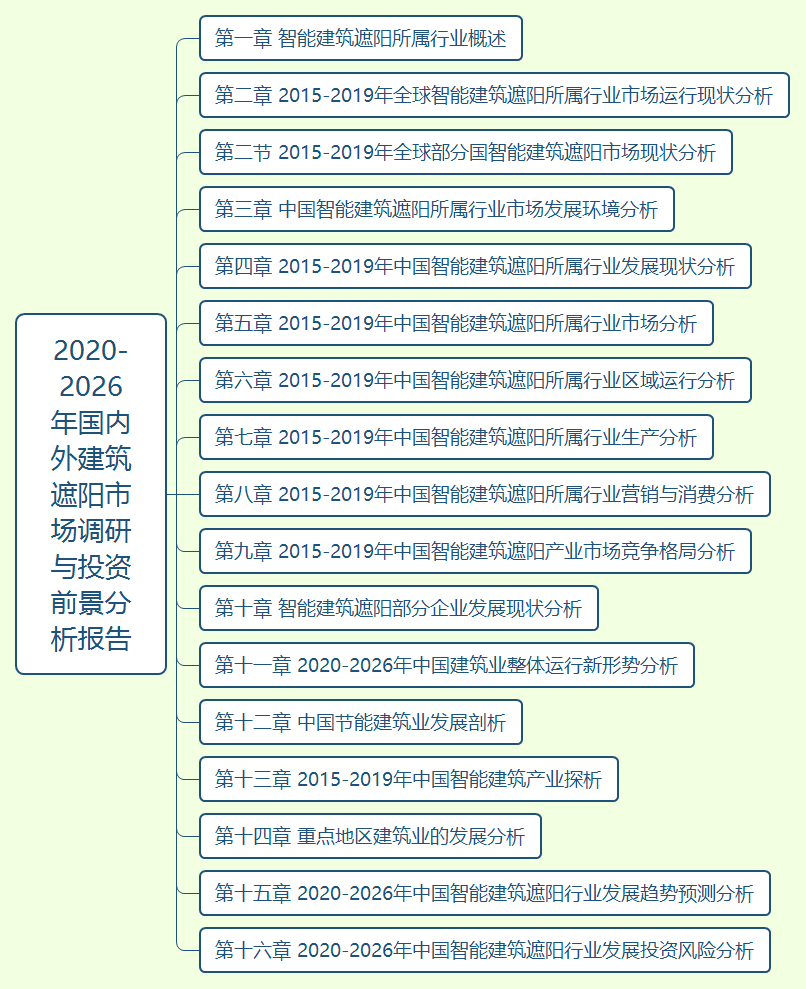 第一章 智能建筑遮阳所属行业概述
第二章 2015-2019年全球智能建筑遮阳所属行业市场运行现状分析
第二节 2015-2019年全球部分国智能建筑遮阳市场现状分析
第三章 中国智能建筑遮阳所属行业市场发展环境分析
第四章 2015-2019年中国智能建筑遮阳所属行业发展现状分析
第五章 2015-2019年中国智能建筑遮阳所属行业市场分析
第六章 2015-2019年中国智能建筑遮阳所属行业区域运行分析
第七章 2015-2019年中国智能建筑遮阳所属行业生产分析
第八章 2015-2019年中国智能建筑遮阳所属行业营销与消费分析
第九章 2015-2019年中国智能建筑遮阳产业市场竞争格局分析
第十章 智能建筑遮阳部分企业发展现状分析
第十一章 2020-2026年中国建筑业整体运行新形势分析
第十二章 中国节能建筑业发展剖析
第十三章 2015-2019年中国智能建筑产业探析
第十四章 重点地区建筑业的发展分析
第十五章 2020-2026年中国智能建筑遮阳行业发展趋势预测分析
第十六章 2020-2026年中国智能建筑遮阳行业发展投资风险分析
2020-
2026
年国内
外建筑
遮阳市
场调研
与投资
前景分
析报告